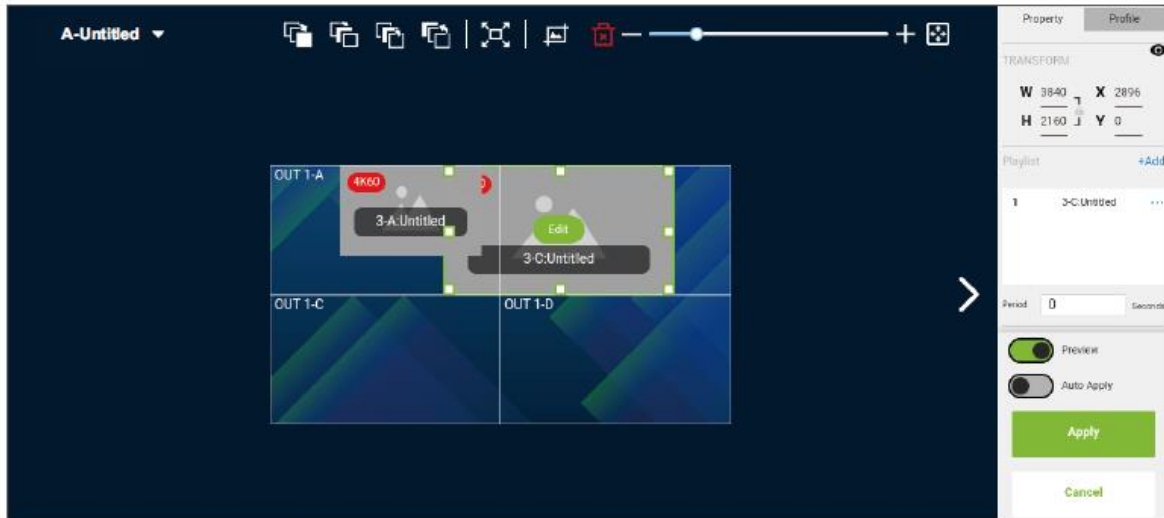 A-Untitled
Property Profile
TRANSFORM
W 3840 X 2896
H 2160 Y 0
Playlist +Add
1 3-C:Untitled ...
OUT 1-A
4K60
3-A:Untitled
Edit
3-C:Untitled
OUT 1-C OUT 1-D
Period 0 Seconds
Preview
Auto Apply
Apply
Cancel